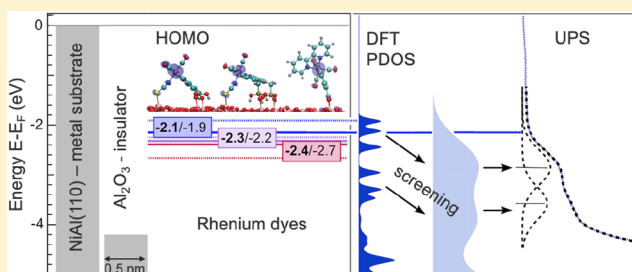 Energy E-E_F (eV)
0
-2
-4
NiAl(110) – metal substrate
Al₂O₃ - insulator
0.5 nm
HOMO
-2.1/-1.9
-2.3/-2.2
-2.4/-2.7
Rhenium dyes
DFT
PDOS
screening
UPS